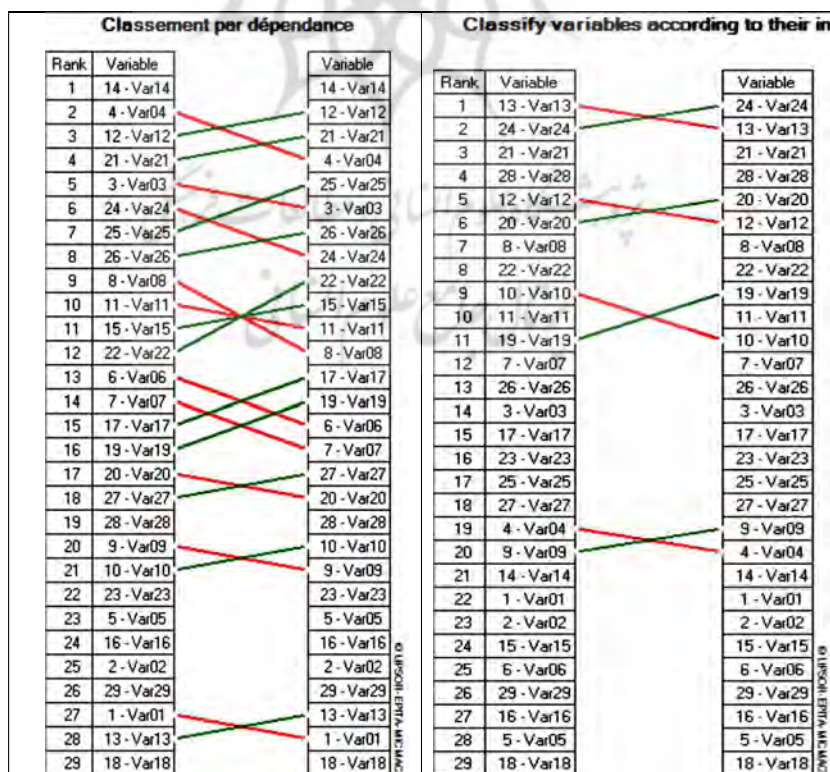 Classement par dépendance
Rank Variable Variable
1 14 - Var14 14 - Var14
2 4 - Var04 12 - Var12
3 12 - Var12 21 - Var21
4 21 - Var21 4 - Var04
5 3 - Var03 25 - Var25
6 24 - Var24 3 - Var03
7 25 - Var25 26 - Var26
8 26 - Var26 24 - Var24
9 8 - Var08 22 - Var22
10 11 - Var11 15 - Var15
11 15 - Var15 11 - Var11
12 22 - Var22 8 - Var08
13 6 - Var06 17 - Var17
14 7 - Var07 19 - Var19
15 17 - Var17 6 - Var06
16 19 - Var19 7 - Var07
17 20 - Var20 27 - Var27
18 27 - Var27 20 - Var20
19 28 - Var28 28 - Var28
20 9 - Var09 10 - Var10
21 10 - Var10 9 - Var09
22 23 - Var23 23 - Var23
23 5 - Var05 5 - Var05
24 16 - Var16 16 - Var16
25 2 - Var02 2 - Var02
26 29 - Var29 29 - Var29
27 1 - Var01 13 - Var13
28 13 - Var13 1 - Var01
29 18 - Var18 18 - Var18
© LIPSOR-EPITA-MICMAC
Classify variables according to their in
Rank Variable Variable
1 13 - Var13 24 - Var24
2 24 - Var24 13 - Var13
3 21 - Var21 21 - Var21
4 28 - Var28 28 - Var28
5 12 - Var12 20 - Var20
6 20 - Var20 12 - Var12
7 8 - Var08 8 - Var08
8 22 - Var22 22 - Var22
9 10 - Var10 19 - Var19
10 11 - Var11 11 - Var11
11 19 - Var19 10 - Var10
12 7 - Var07 7 - Var07
13 26 - Var26 26 - Var26
14 3 - Var03 3 - Var03
15 17 - Var17 17 - Var17
16 23 - Var23 23 - Var23
17 25 - Var25 25 - Var25
18 27 - Var27 27 - Var27
19 4 - Var04 9 - Var09
20 9 - Var09 4 - Var04
21 14 - Var14 14 - Var14
22 1 - Var01 1 - Var01
23 2 - Var02 2 - Var02
24 15 - Var15 15 - Var15
25 6 - Var06 6 - Var06
26 29 - Var29 29 - Var29
27 16 - Var16 16 - Var16
28 5 - Var05 5 - Var05
29 18 - Var18 18 - Var18
© LIPSOR-EPITA-MICMAC